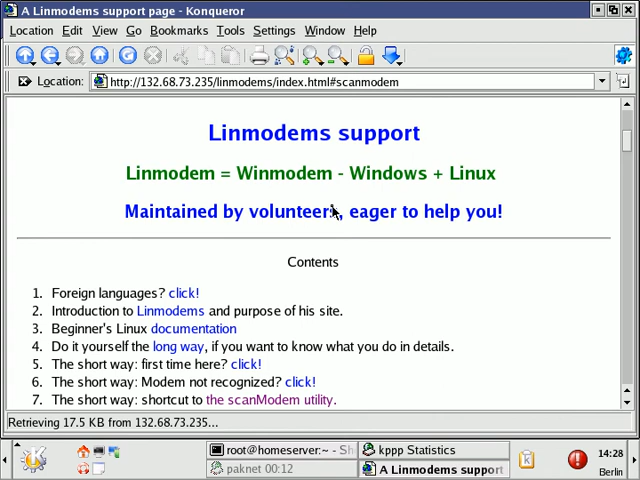 A Linmodems support page - Konqueror
Location Edit View Go Bookmarks Tools Settings Window Help
Location: http://132.68.73.235/linmodems/index.html#scanmodem
Linmodems support
Linmodem = Winmodem - Windows + Linux
Maintained by volunteers, eager to help you!
Contents
1. Foreign languages? click!
2. Introduction to Linmodems and purpose of his site.
3. Beginner's Linux documentation
4. Do it yourself the long way, if you want to know what you do in details.
5. The short way: first time here? click!
6. The short way: Modem not recognized? click!
7. The short way: shortcut to the scanModem utility.
Retrieving 17.5 KB from 132.68.73.235...
root@homeserver:~ - Sh
kppp Statistics
14:28
paknet 00:12
A Linmodems support
Berlin